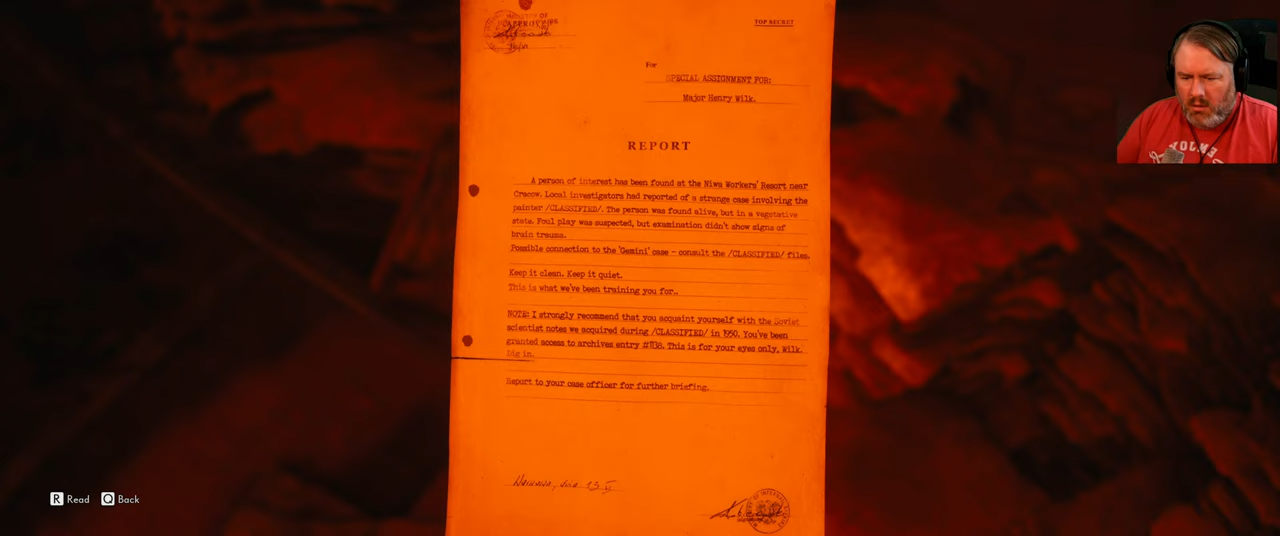 TOP SECRET
For
SPECIAL ASSIGNMENT FOR:
Major Henry Wilk.
REPORT
A person of interest has been found at the Niwa Workers' Resort near
Cracow. Local investigators had reported of a strange case involving the
painter /CLASSIFIED/. The person was found alive, but in a vegetative
state. Foul play was suspected, but examination didn't show signs of
brain trauma.
Possible connection to the 'Gemini' case – consult the /CLASSIFIED/ files.
Keep it clean. Keep it quiet.
This is what we've been training you for..
NOTE: I strongly recommend that you acquaint yourself with the Soviet
scientist notes we acquired during /CLASSIFIED/ in 1950. You've been
granted access to archives entry #1138. This is for your eyes only, Wilk.
Dig in.
Report to your case officer for further briefing.
R Read Q Back